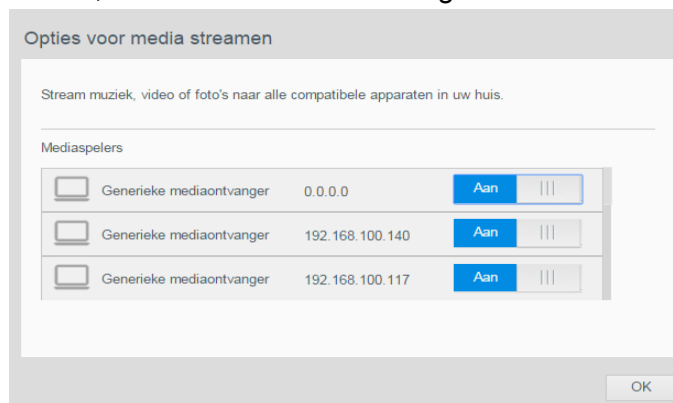 Opties voor media streamen
Stream muziek, video of foto's naar alle compatibele apparaten in uw huis.
Mediaspelers
Generieke mediaontvanger 0.0.0.0 Aan
Generieke mediaontvanger 192.168.100.140 Aan
Generieke mediaontvanger 192.168.100.117 Aan
OK